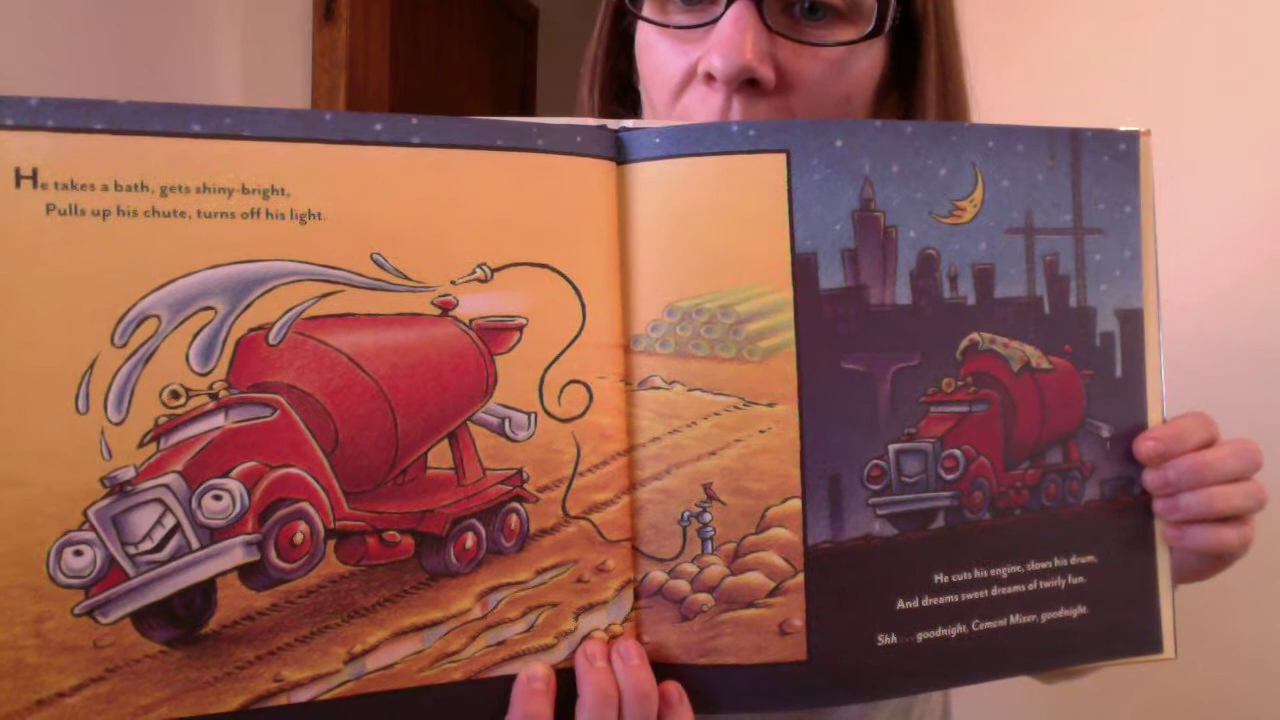 He takes a bath, gets shiny-bright,
Pulls up his chute, turns off his light.
He cuts his engine, slows his drum,
And dreams sweet dreams of twirly fun.
Shh . . . goodnight, Cement Mixer, goodnight.